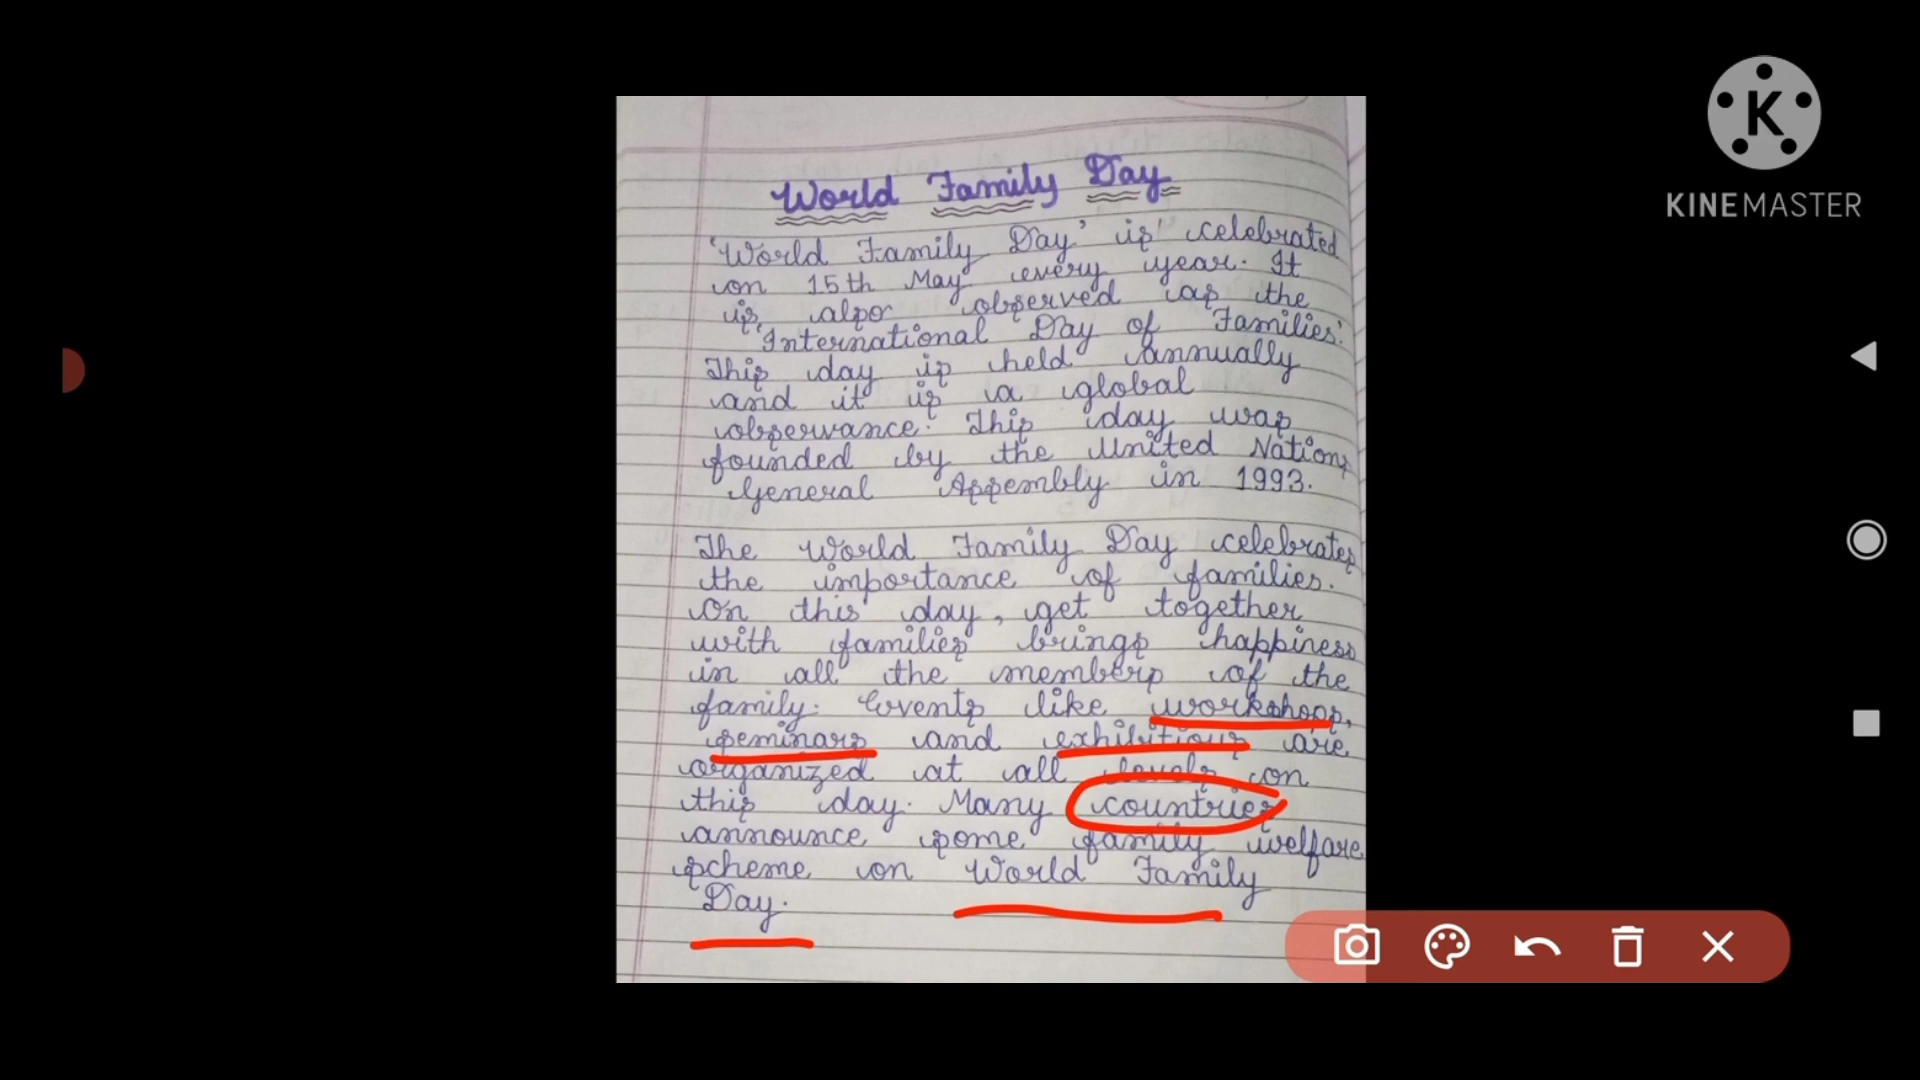 World Family Day
'World Family Day' is celebrated
on 15th May every year. It
is also observed as the
'International Day of Families'.
This day is held annually
and it is a global
observance. This day was
founded by the United Nations
General Assembly in 1993.
The World Family Day celebrates
the importance of families.
On this day, get together
with families brings happiness
in all the members of the
family. Events like workshops,
seminars and exhibitions are
organized at all levels on
this day. Many countries
announce some family welfare
scheme on World Family
Day.
KINEMASTER